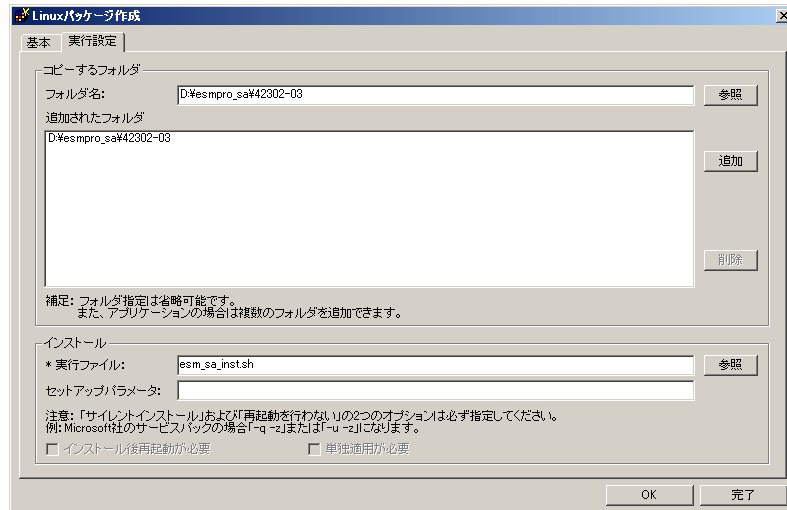 Linuxパッケージ作成
基本 実行設定
コピーするフォルダ
フォルダ名: D:¥esmpro_sa¥42302-03 参照
追加されたフォルダ
D:¥esmpro_sa¥42302-03
追加
削除
補足: フォルダ指定は省略可能です。
また、アプリケーションの場合は複数のフォルダを追加できます。
インストール
* 実行ファイル: esm_sa_inst.sh 参照
セットアップパラメータ:
注意: 「サイレントインストール」および「再起動を行わない」の2つのオプションは必ず指定してください。
例: Microsoft社のサービスパックの場合「-q -z」または「-u -z」になります。
インストール後再起動が必要 単独適用が必要
OK 完了